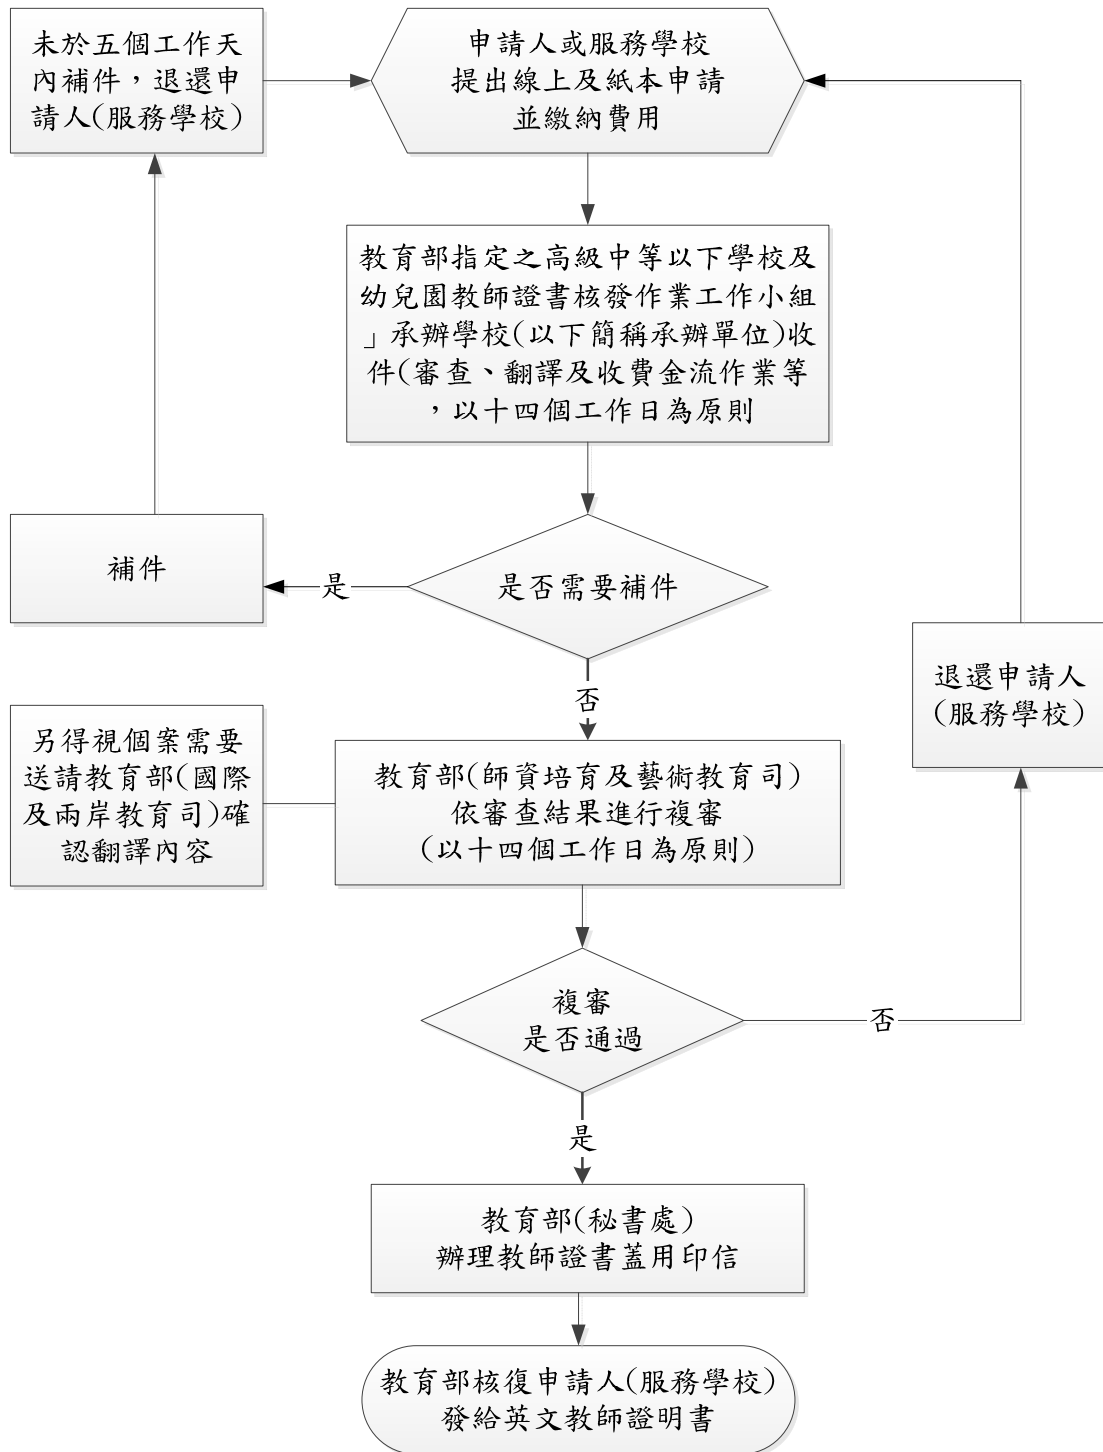 未於五個工作天
內補件，退還申
請人(服務學校)
申請人或服務學校
提出線上及紙本申請
並繳納費用
教育部指定之高級中等以下學校及
幼兒園教師證書核發作業工作小組
」承辦學校(以下簡稱承辦單位)收
件(審查、翻譯及收費金流作業等
，以十四個工作日為原則
補件
是
是否需要補件
否
退還申請人
(服務學校)
另得視個案需要
送請教育部(國際
及兩岸教育司)確
認翻譯內容
教育部(師資培育及藝術教育司)
依審查結果進行複審
(以十四個工作日為原則)
複審
是否通過
否
是
教育部(秘書處)
辦理教師證書蓋用印信
教育部核復申請人(服務學校)
發給英文教師證明書